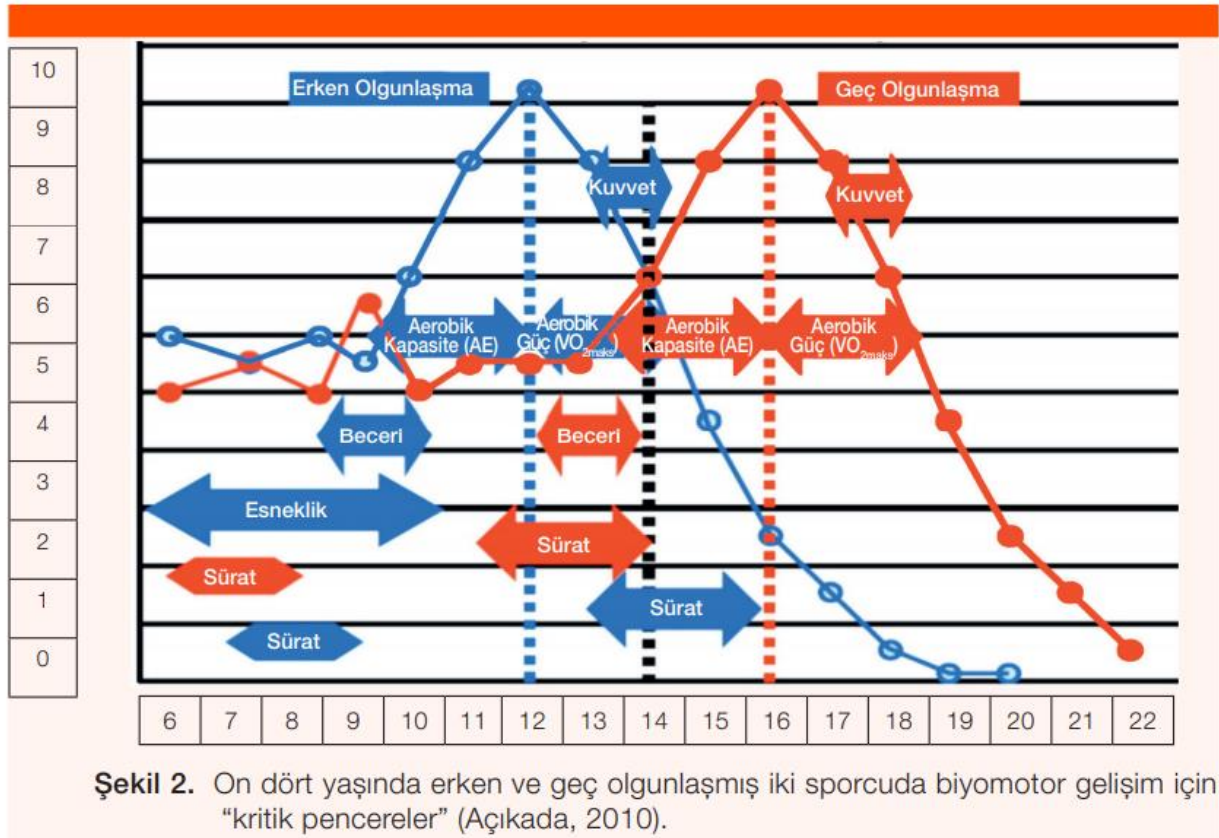 10
9
8
7
6
5
4
3
2
1
0
Erken Olgunlaşma
Geç Olgunlaşma
Kuvvet
Kuvvet
Aerobik
Kapasite (AE)
Aerobik
Güç (VO2maks)
Aerobik
Kapasite (AE)
Aerobik
Güç (VO2maks)
Beceri
Beceri
Esneklik
Sürat
Sürat
Sürat
Sürat
6 7 8 9 10 11 12 13 14 15 16 17 18 19 20 21 22
Şekil 2. On dört yaşında erken ve geç olgunlaşmış iki sporcuda biyomotor gelişim için
“kritik pencereler” (Açıkada, 2010).